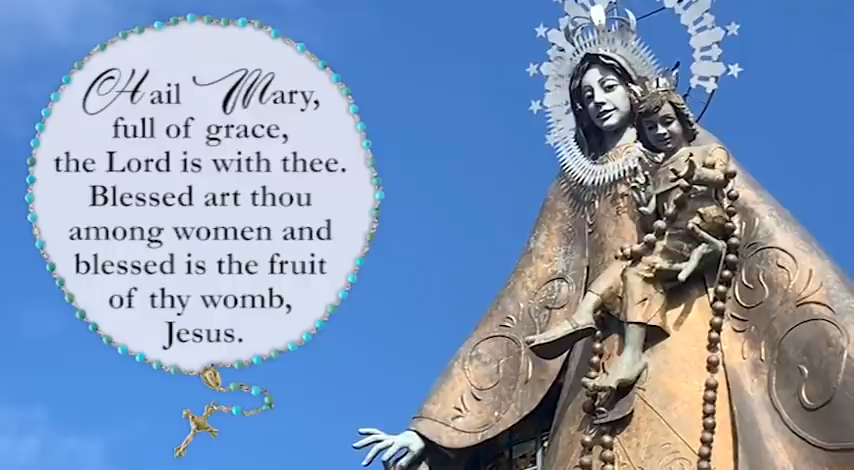 Hail Mary,
full of grace,
the Lord is with thee.
Blessed art thou
among women and
blessed is the fruit
of thy womb,
Jesus.